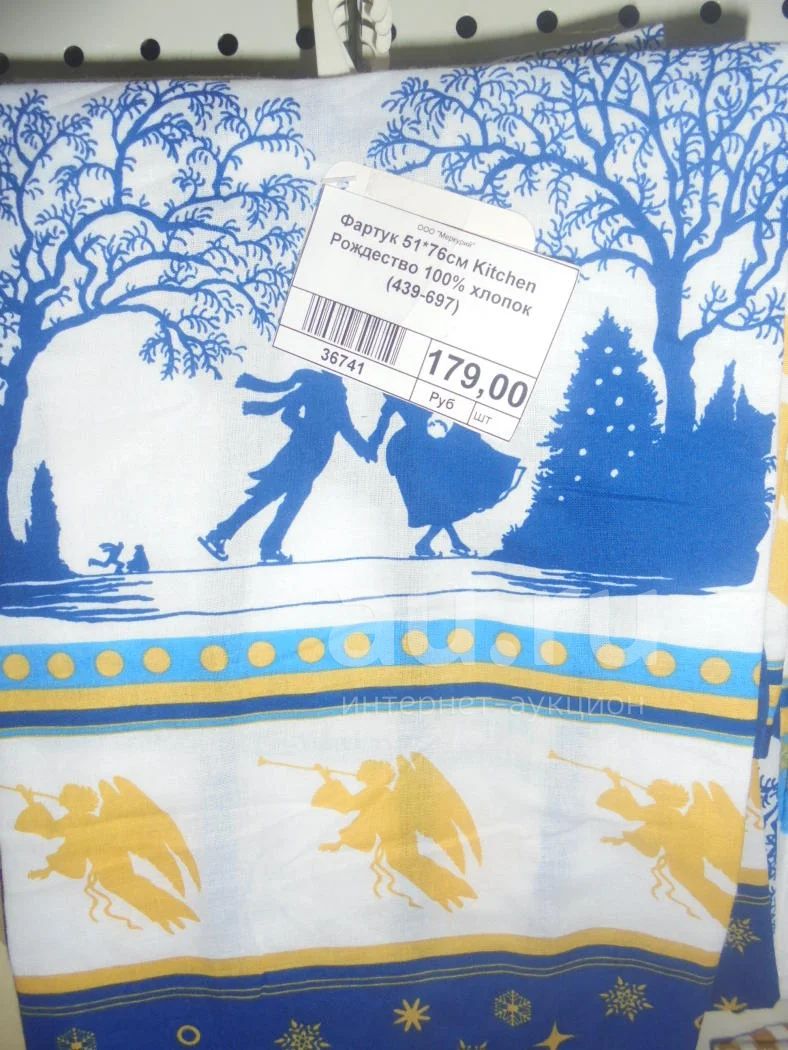 ООО "Меркурий"
Фартук 51*76см Kitchen
Рождество 100% хлопок
(439-697)
36741
179,00
Руб
шт
au.ru
интернет-аукцион